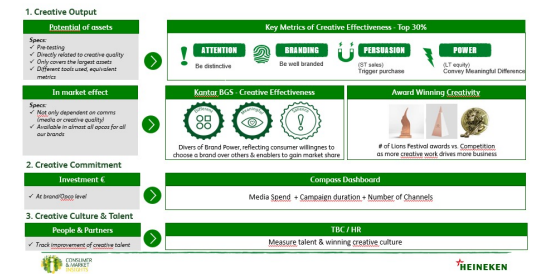 1. Creative Output
Potential of assets
Key Metrics of Creative Effectiveness - Top 30%
Specs:
✓ Pre-testing
✓ Directly related to creative quality
✓ Only covers the largest assets
✓ Different tools used, equivalent
metrics
ATTENTION
Be distinctive
BRANDING
Be well branded
PERSUASION
(ST sales)
Trigger purchase
POWER
(LT equity)
Convey Meaningful Difference
In market effect
Kantar BGS - Creative Effectiveness
Award Winning Creativity
Specs:
✓ Not only dependent on comms
(media or creative quality)
✓ Available in almost all opcos for all
our brands
Divers of Brand Power, reflecting consumer willingnes to
choose a brand over others & enablers to gain market share
# of Lions Festival awards vs. Competition
as more creative work drives more business
2. Creative Commitment
Investment €
Compass Dashboard
✓ At brand/Opco level
Media Spend + Campaign duration + Number of Channels
3. Creative Culture & Talent
People & Partners
TBC / HR
✓ Track improvement of creative talent
Measure talent & winning creative culture
CONSUMER
& MARKET
INSIGHTS
HEINEKEN